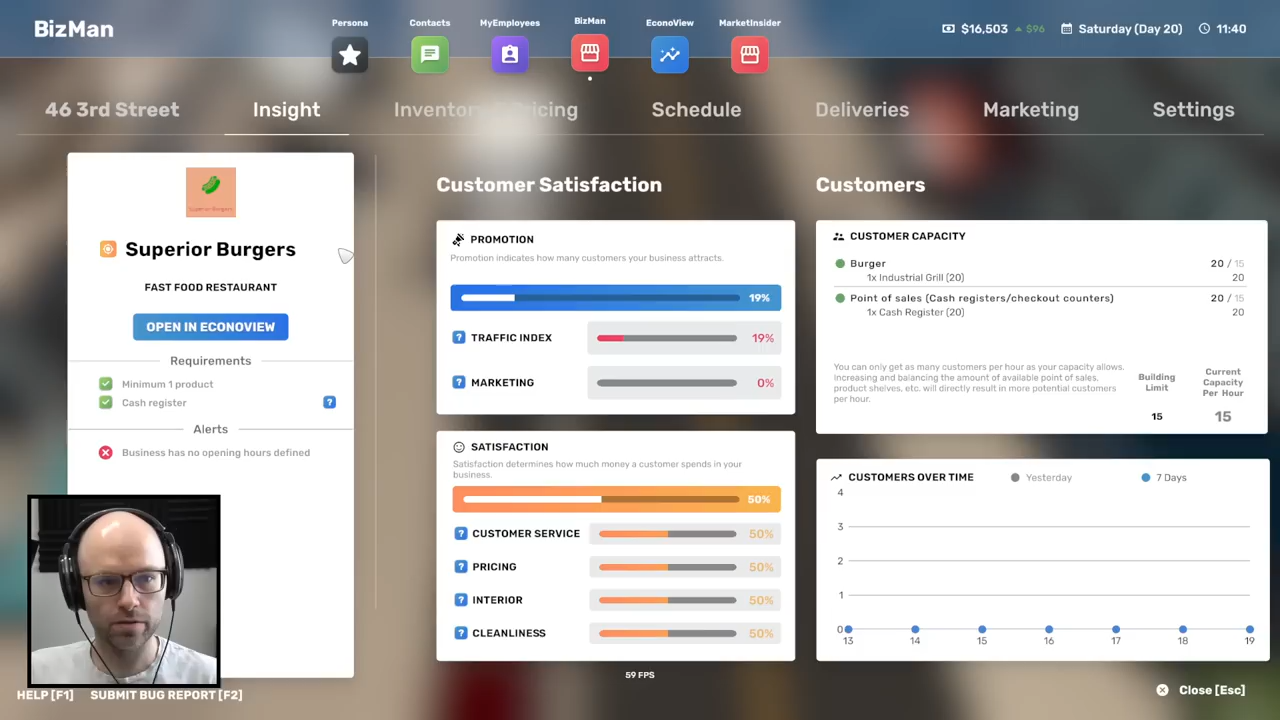 BizMan
Persona
Contacts
MyEmployees
BizMan
EconoView
MarketInsider
$16,503 $96
Saturday (Day 20)
11:40
46 3rd Street
Insight
Schedule
Deliveries
Marketing
Settings
Superior Burgers
Superior Burgers
FAST FOOD RESTAURANT
OPEN IN ECONOVIEW
Requirements
Minimum 1 product
Cash register ?
Alerts
Business has no opening hours defined
Customer Satisfaction
PROMOTION
Promotion indicates how many customers your business attracts.
19%
? TRAFFIC INDEX 19%
? MARKETING 0%
SATISFACTION
Satisfaction determines how much money a customer spends in your
business.
50%
? CUSTOMER SERVICE 50%
? PRICING 50%
? INTERIOR 50%
? CLEANLINESS 50%
Customers
CUSTOMER CAPACITY
Burger 20 / 15
1x Industrial Grill (20) 20
Point of sales (Cash registers/checkout counters) 20 / 15
1x Cash Register (20) 20
You can only get as many customers per hour as your capacity allows.
Increasing and balancing the amount of available point of sales,
product shelves, etc. will directly result in more potential customers
per hour.
Building
Limit
15
Current
Capacity
Per Hour
15
CUSTOMERS OVER TIME Yesterday 7 Days
4
3
2
1
0
13 14 15 16 17 18 19
59 FPS
HELP [F1] SUBMIT BUG REPORT [F2]
Close [Esc]